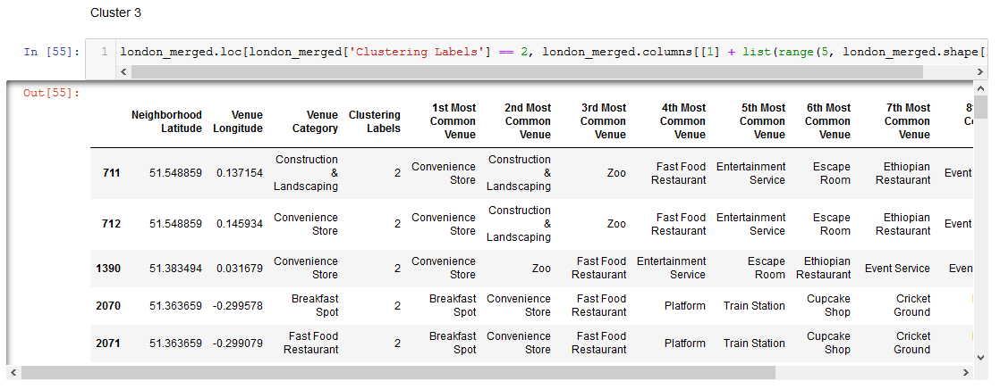 Cluster 3
In [55]: 1 london_merged.loc[london_merged['Clustering Labels'] == 2, london_merged.columns[[1] + list(range(5, london_merged.shape[
Out[55]:
Neighborhood Latitude Venue Longitude Venue Category Clustering Labels 1st Most Common Venue 2nd Most Common Venue 3rd Most Common Venue 4th Most Common Venue 5th Most Common Venue 6th Most Common Venue 7th Most Common Venue
711 51.548859 0.137154 Construction & Landscaping 2 Convenience Store Construction & Landscaping Zoo Fast Food Restaurant Entertainment Service Escape Room Ethiopian Restaurant Event
712 51.548859 0.145934 Convenience Store 2 Convenience Store Construction & Landscaping Zoo Fast Food Restaurant Entertainment Service Escape Room Ethiopian Restaurant Event
1390 51.383494 0.031679 Convenience Store 2 Convenience Store Zoo Fast Food Restaurant Entertainment Service Escape Room Ethiopian Restaurant Event Service Even
2070 51.363659 -0.299578 Breakfast Spot 2 Breakfast Spot Convenience Store Fast Food Restaurant Platform Train Station Cupcake Shop Cricket Ground
2071 51.363659 -0.299079 Fast Food Restaurant 2 Breakfast Spot Convenience Store Fast Food Restaurant Platform Train Station Cupcake Shop Cricket Ground